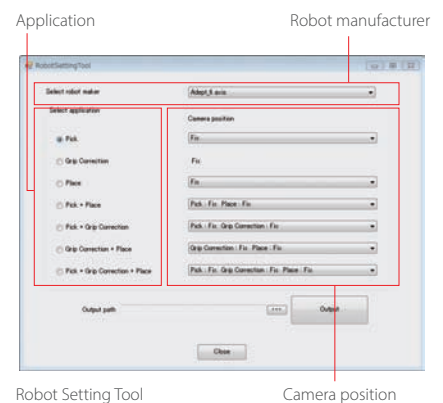 Application Robot manufacturer
RobotSettingTool
Select robot maker Adept_6 axis
Select application Camera position
Pick Fix
Grip Correction Fix
Place Fix
Pick + Place Pick : Fix Place : Fix
Pick + Grip Correction Pick : Fix Grip Correction : Fix
Grip Correction + Place Grip Correction : Fix Place : Fix
Pick + Grip Correction + Place Pick : Fix Grip Correction : Fix Place : Fix
Output path ... Output
Close
Robot Setting Tool Camera position